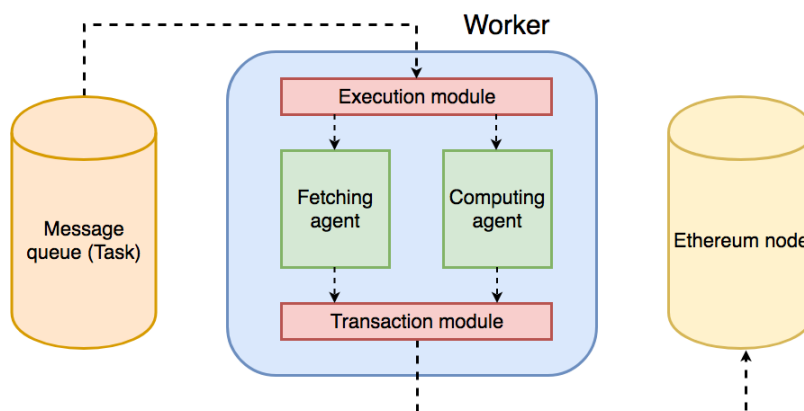 Worker
Execution module
Fetching
agent
Computing
agent
Message
queue (Task)
Ethereum node
Transaction module